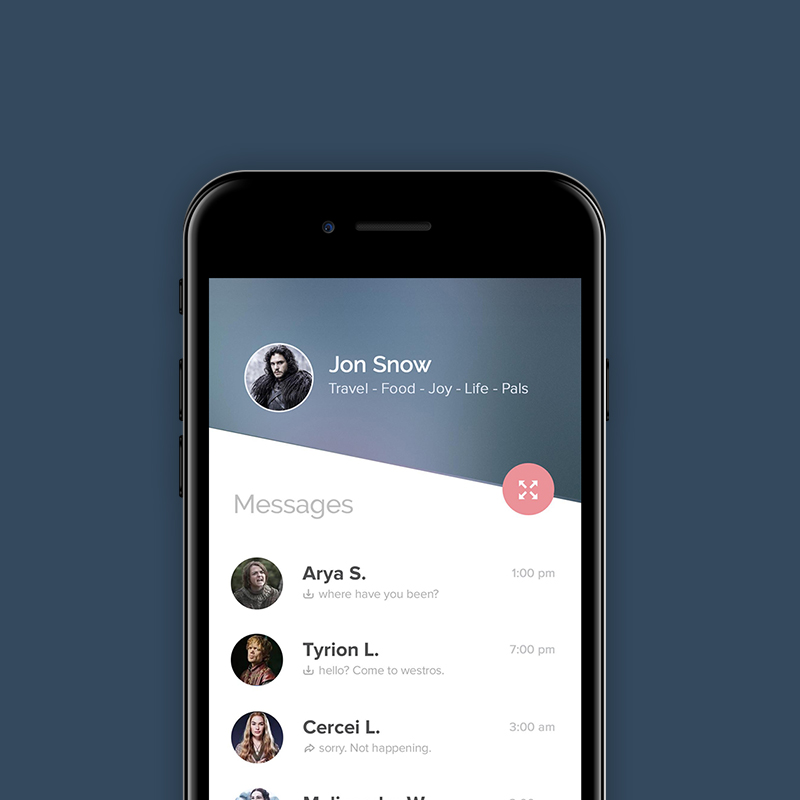 Jon Snow
Travel - Food - Joy - Life - Pals
Messages
Arya S.
1:00 pm
where have you been?
Tyrion L.
7:00 pm
hello? Come to westros.
Cercei L.
3:00 am
sorry. Not happening.